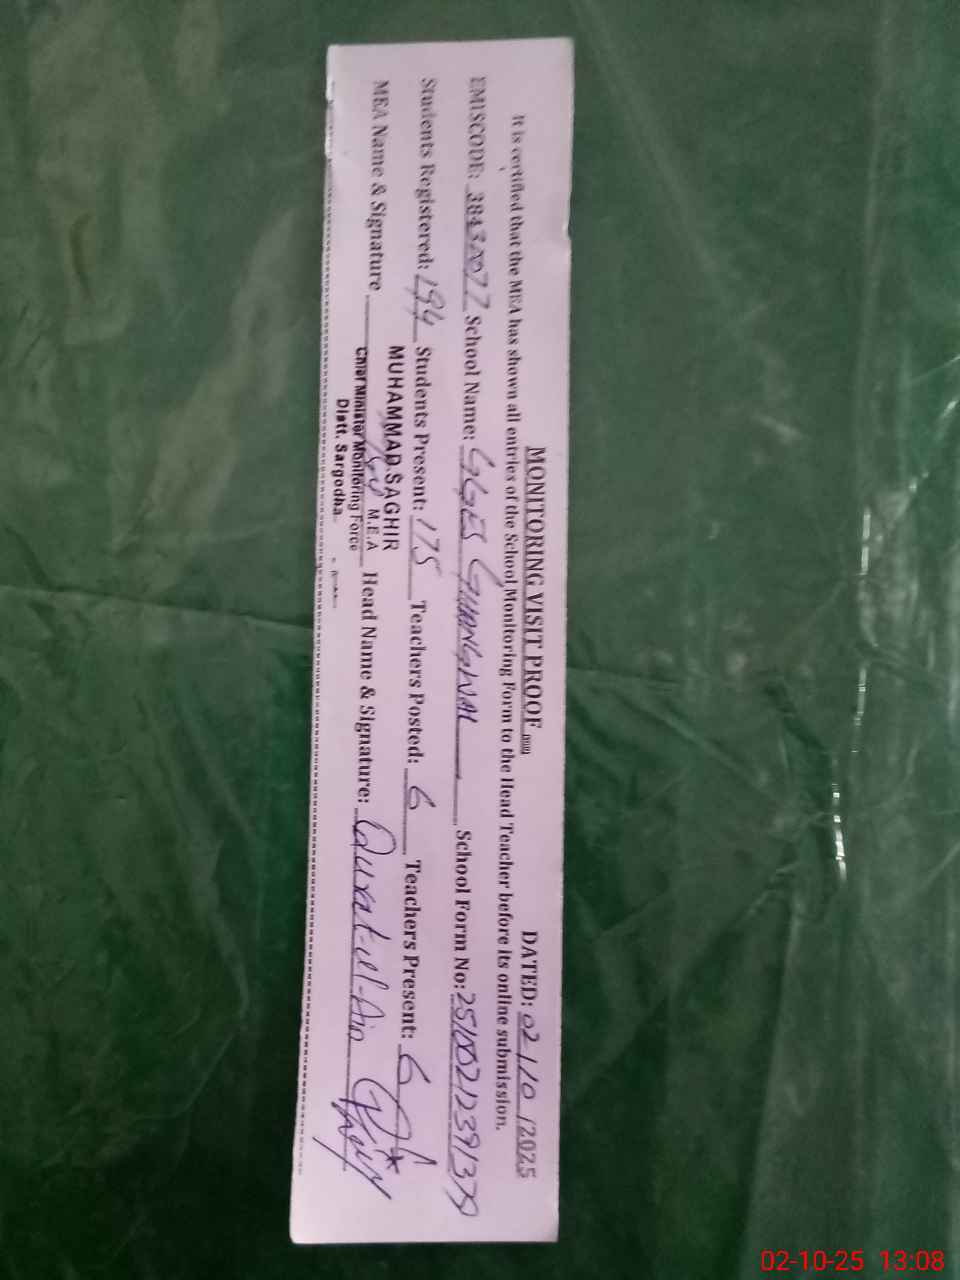 MONITORING VISIT PROOF DATED: 02/10/2025
It is certified that the MEA has shown all entries of the School Monitoring Form to the Head Teacher before its online submission.
EMISCODE: 38430077 School Name: GGES GHANGWAL School Form No: 2510021239137
Students Registered: 194 Students Present: 175 Teachers Posted: 6 Teachers Present: 6
MUHAMMAD SAGHIR
M.E.A
MEA Name & Signature Head Name & Signature: Qurat-ul-Ain
Chief Minister Monitoring Force
Distt. Sargodha.
02-10-25 13:08